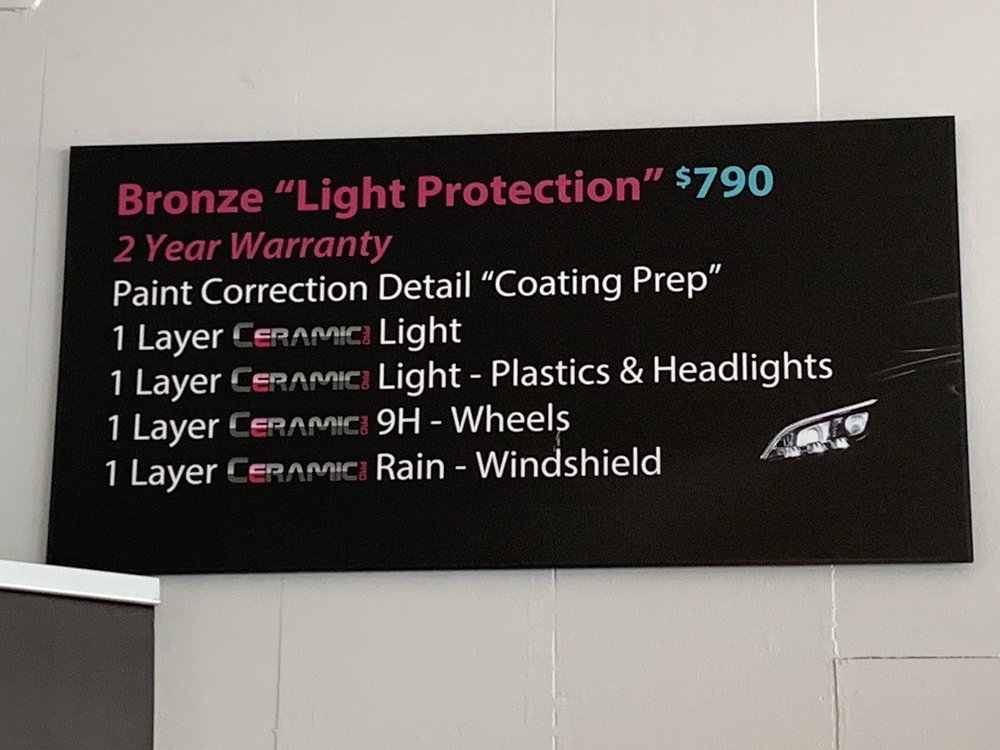 Bronze “Light Protection” $790
2 Year Warranty
Paint Correction Detail “Coating Prep”
1 Layer CERAMIC PRO Light
1 Layer CERAMIC PRO Light - Plastics & Headlights
1 Layer CERAMIC PRO 9H - Wheels
1 Layer CERAMIC PRO Rain - Windshield